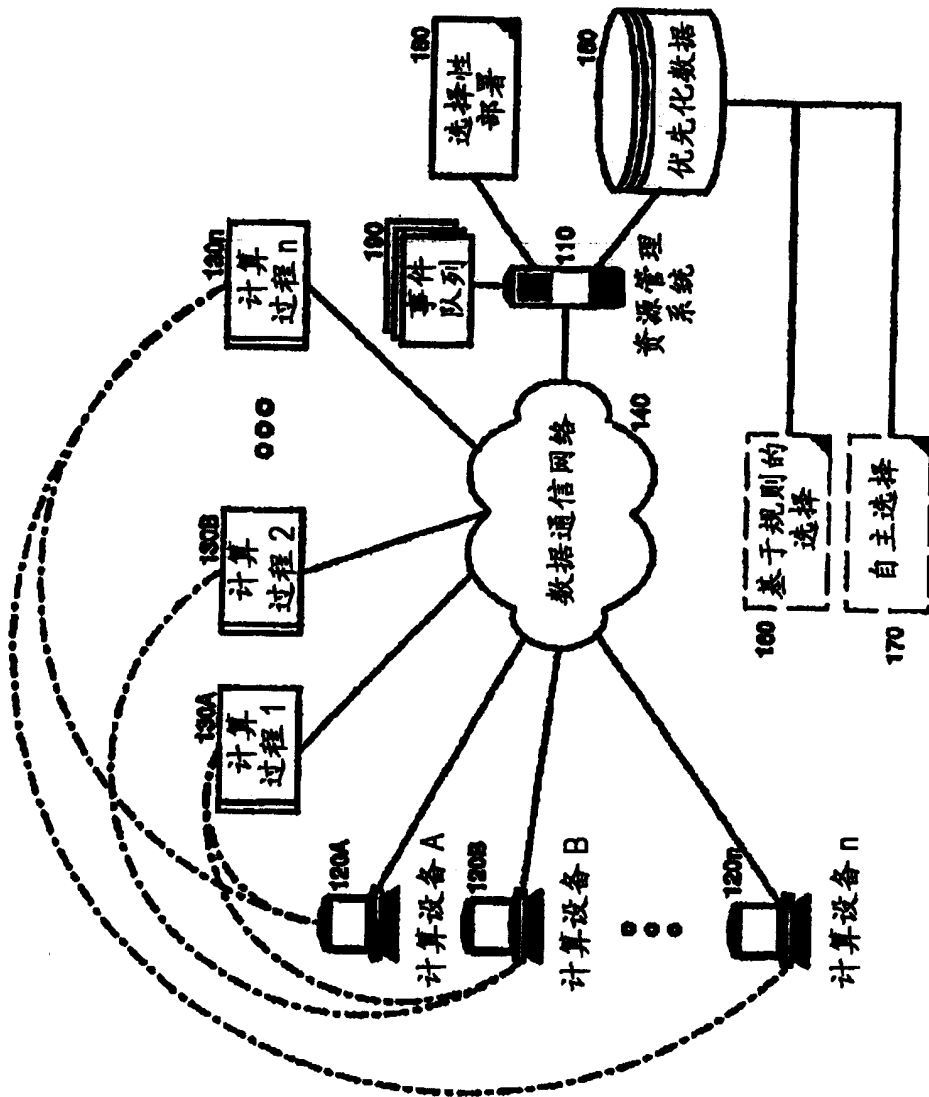 130A
计算
过程 1
130B
计算
过程 2
130n
计算
过程 n
120A
计算设备 A
120B
计算设备 B
120n
计算设备 n
数据通信网络
140
190
事件
队列
110
资源管理
系统
180
选择性
部署
优先化数据
160
基于规则的
选择
170
自主选择